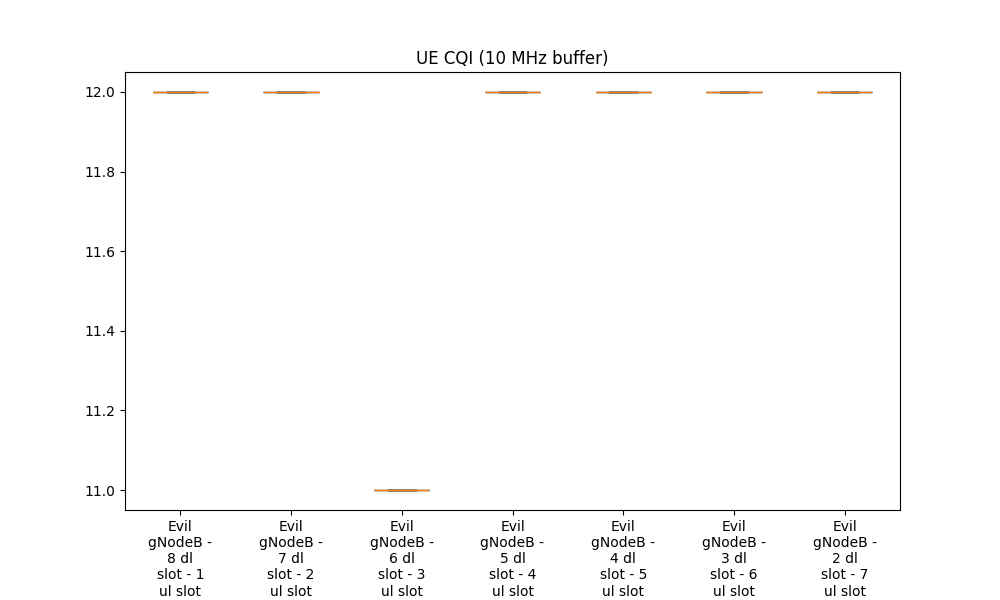 UE CQI (10 MHz buffer)
12.0
11.8
11.6
11.4
11.2
11.0
Evil
gNodeB -
8 dl
slot - 1
ul slot
Evil
gNodeB -
7 dl
slot - 2
ul slot
Evil
gNodeB -
6 dl
slot - 3
ul slot
Evil
gNodeB -
5 dl
slot - 4
ul slot
Evil
gNodeB -
4 dl
slot - 5
ul slot
Evil
gNodeB -
3 dl
slot - 6
ul slot
Evil
gNodeB -
2 dl
slot - 7
ul slot